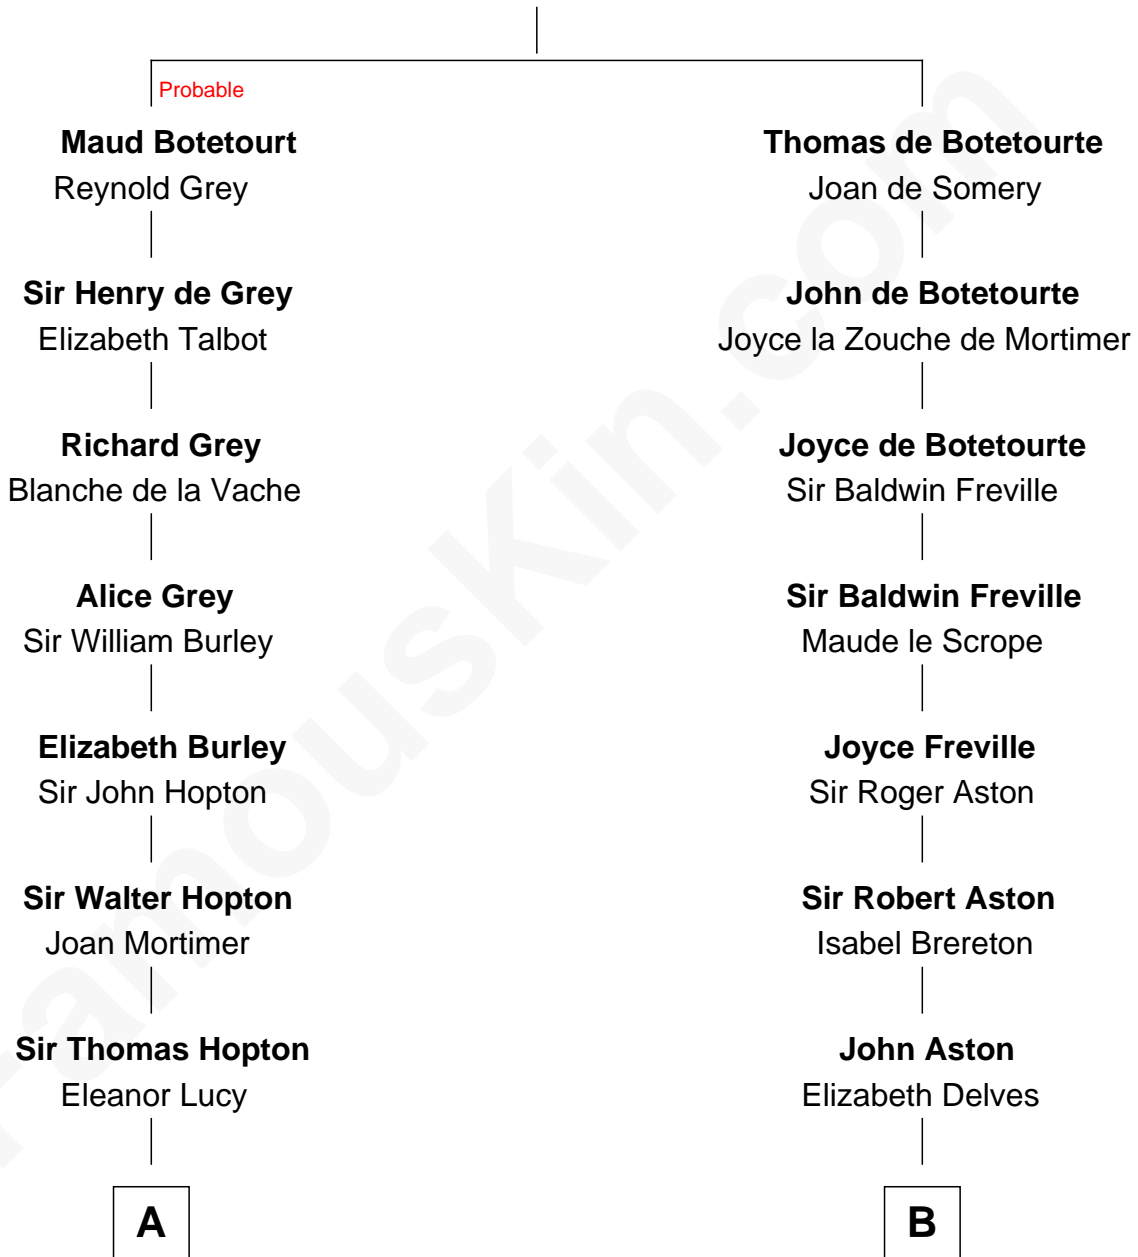 Probable
Maud Botetourt
Reynold Grey
Thomas de Botetourte
Joan de Somery
Sir Henry de Grey
Elizabeth Talbot
John de Botetourte
Joyce la Zouche de Mortimer
Richard Grey
Blanche de la Vache
Joyce de Botetourte
Sir Baldwin Freville
Alice Grey
Sir William Burley
Sir Baldwin Freville
Maude le Scrope
Elizabeth Burley
Sir John Hopton
Joyce Freville
Sir Roger Aston
Sir Walter Hopton
Joan Mortimer
Sir Robert Aston
Isabel Brereton
Sir Thomas Hopton
Eleanor Lucy
John Aston
Elizabeth Delves
A
B
FamousKin.com